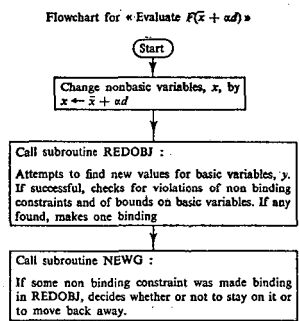 Flowchart for « Evaluate F(x̄ + αd) »
Start
Change nonbasic variables, x, by
x ← x̄ + αd
Call subroutine REDOBJ :
Attempts to find new values for basic variables, y.
If successful, checks for violations of non binding
constraints and of bounds on basic variables. If any
found, makes one binding
Call subroutine NEWG :
If some non binding constraint was made binding
in REDOBJ, decides whether or not to stay on it or
to move back away.